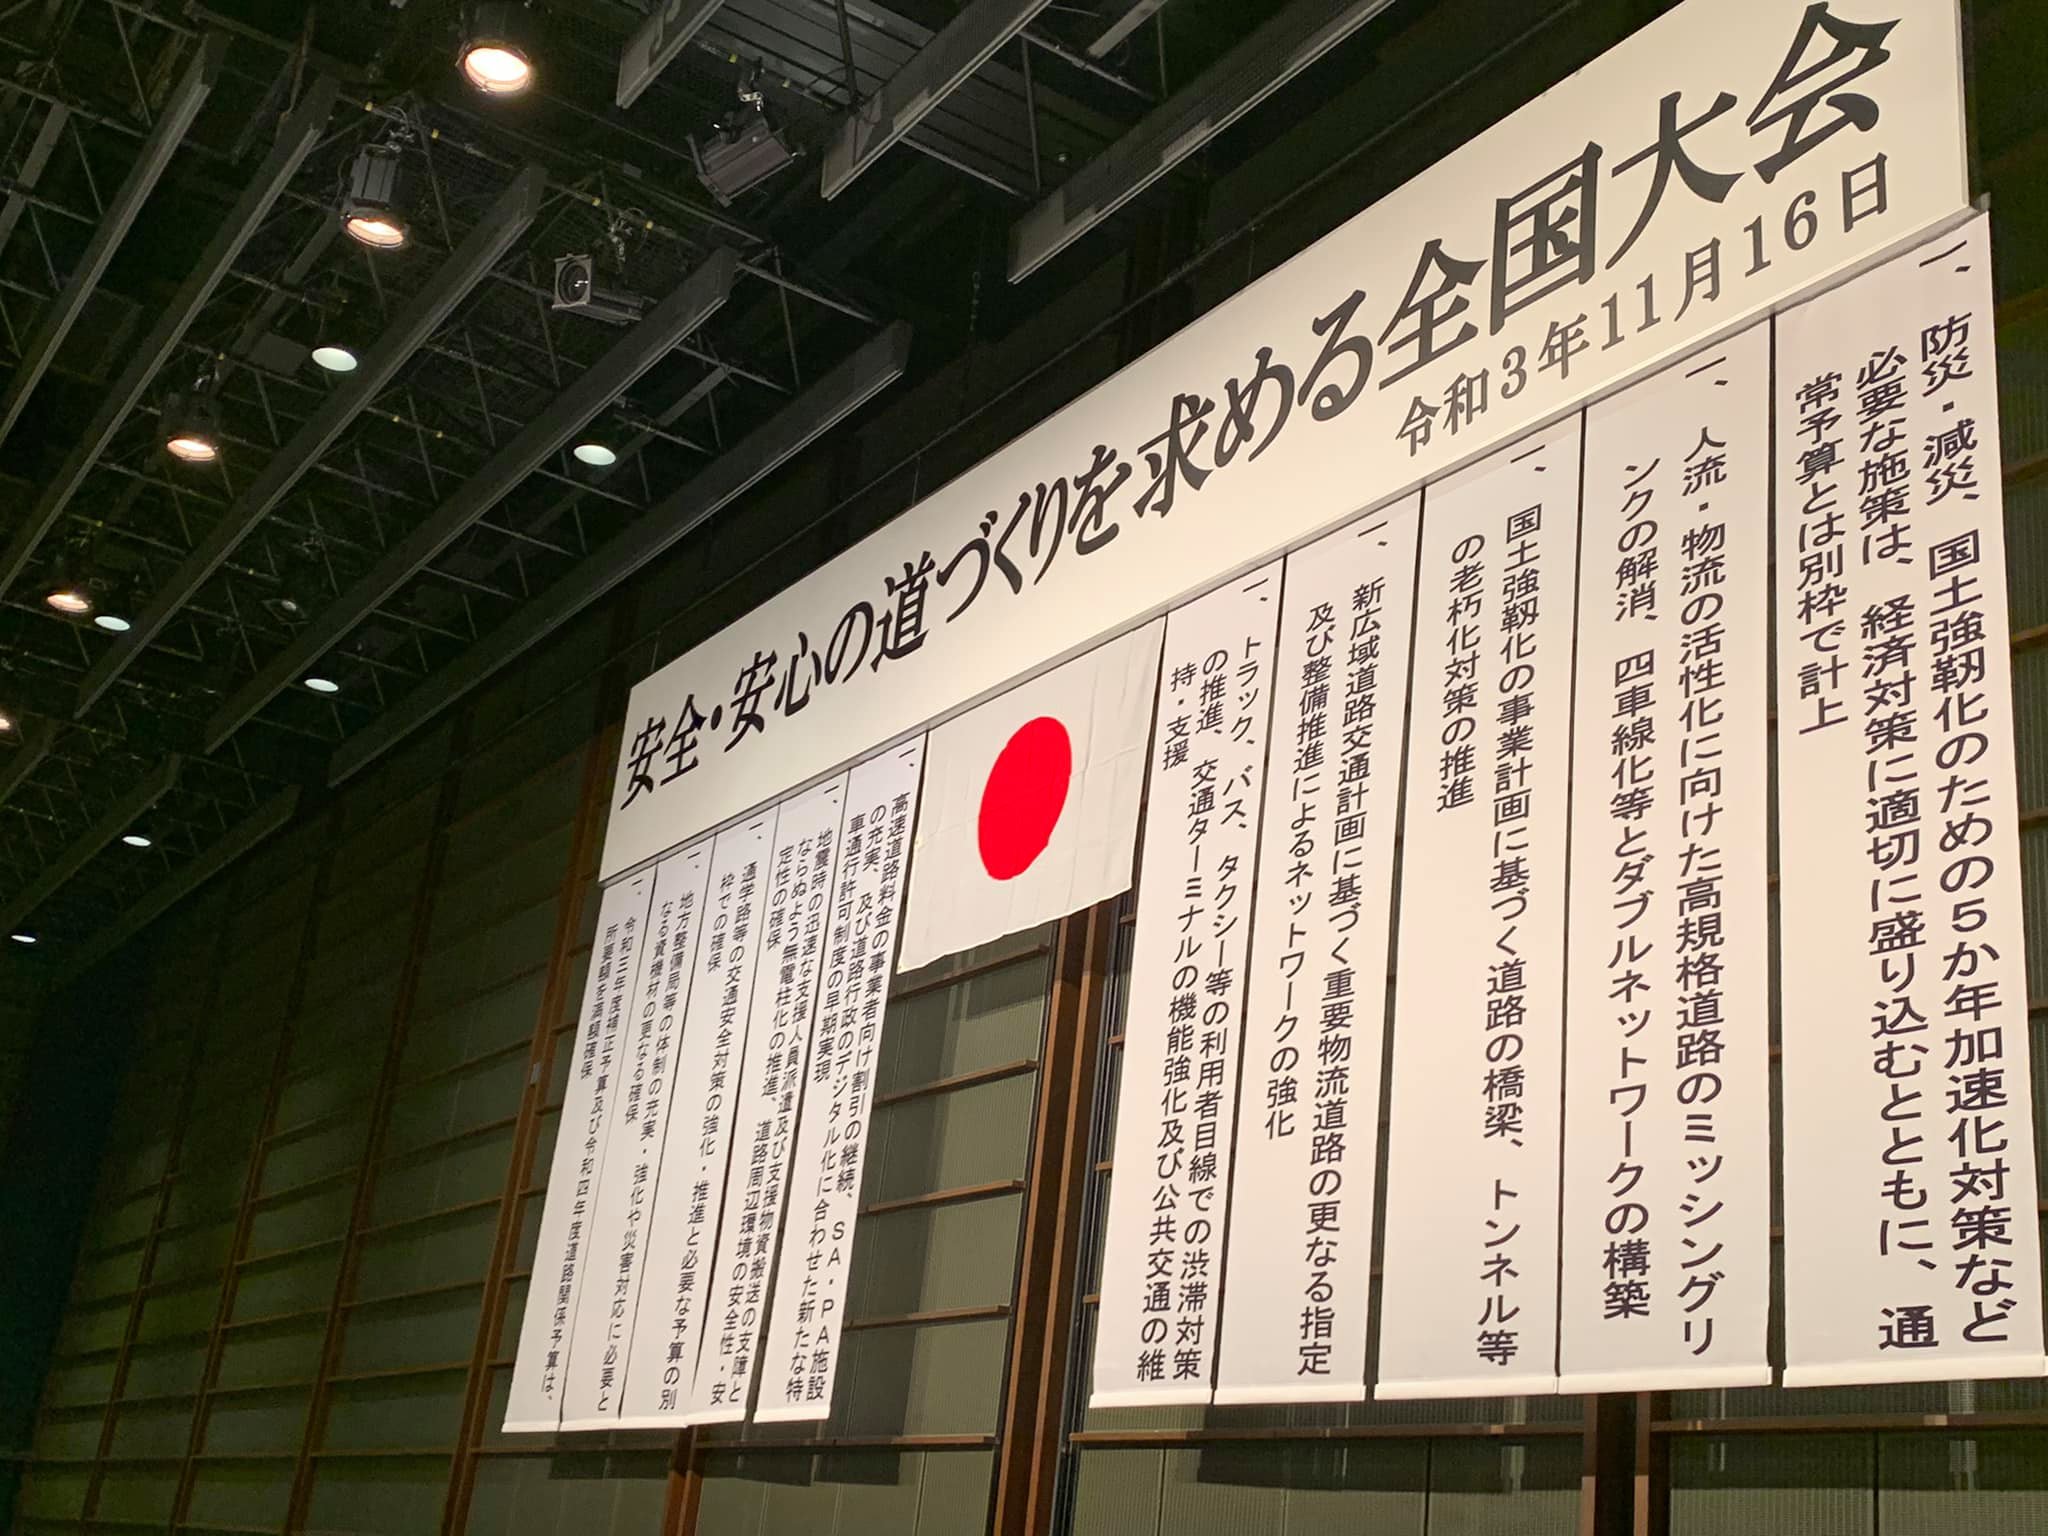 安全・安心の道づくりを求める全国大会
令和3年11月16日
一、防災・減災、国土強靱化のための5か年加速化対策など
必要な施策は、経済対策に適切に盛り込むとともに、通
常予算とは別枠で計上
一、人流・物流の活性化に向けた高規格道路のミッシングリ
ンクの解消、四車線化等とダブルネットワークの構築
一、国土強靱化の事業計画に基づく道路の橋梁、トンネル等
の老朽化対策の推進
一、新広域道路交通計画に基づく重要物流道路の更なる指定
及び整備推進によるネットワークの強化
一、トラック、バス、タクシー等の利用者目線での渋滞対策
の推進、交通ターミナルの機能強化及び公共交通の維
持・支援
一、高速道路料金の事業者向け割引の継続、SA・PA施設
の充実、及び道路行政のデジタル化に合わせた新たな特
車通行許可制度の早期実現
一、地震時の迅速な支援人員派遣及び支援物資搬送の支障と
ならぬよう無電柱化の推進、道路周辺環境の安全性・安
定性の確保
一、通学路等の交通安全対策の強化・推進と必要な予算の別
枠での確保
一、地方整備局等の体制の充実・強化や災害対応に必要と
なる資機材の更なる確保
一、令和三年度補正予算及び令和四年度道路関係予算は、
所要額を満額確保